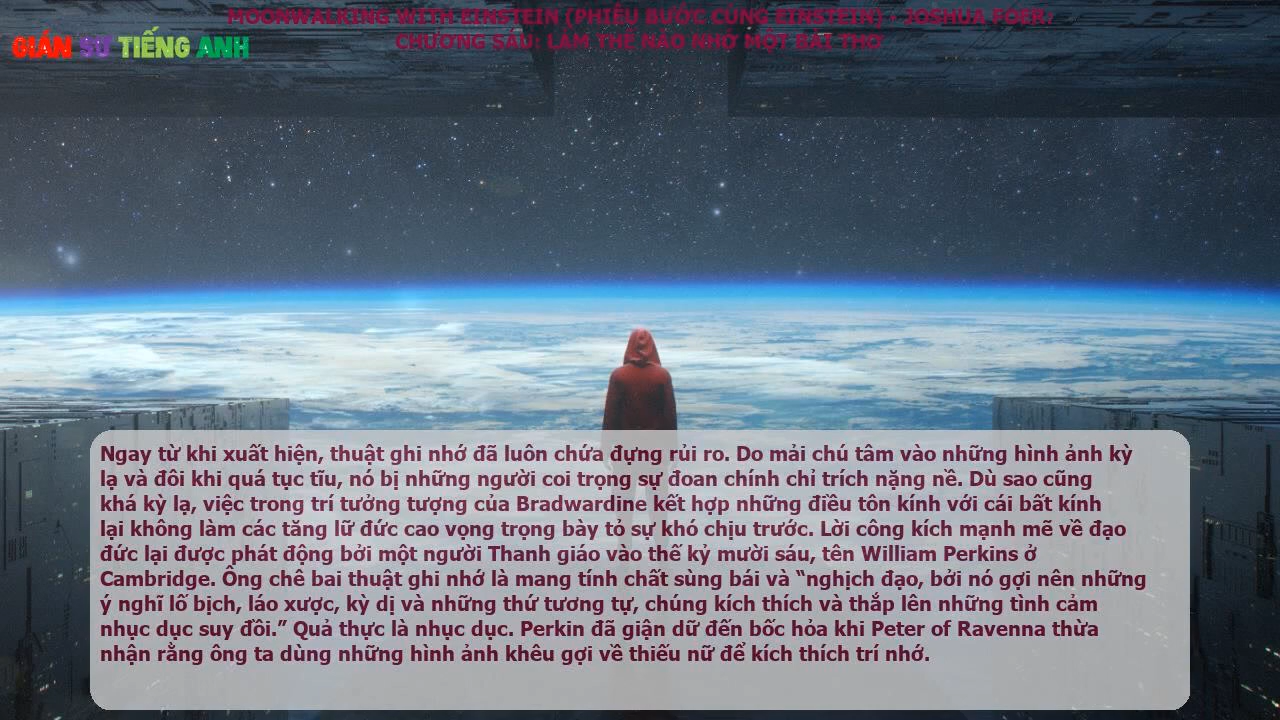 MOONWALKING WITH EINSTEIN (PHIÊU BƯỚC CÙNG EINSTEIN) - JOSHUA FOER:
CHƯƠNG SÁU: LÀM THẾ NÀO NHỚ MỘT BÀI THƠ
GIÁN SỨ TIẾNG ANH
Ngay từ khi xuất hiện, thuật ghi nhớ đã luôn chứa đựng rủi ro. Do mải chú tâm vào những hình ảnh kỳ
lạ và đôi khi quá tục tĩu, nó bị những người coi trọng sự đoan chính chỉ trích nặng nề. Dù sao cũng
khá kỳ lạ, việc trong trí tưởng tượng của Bradwardine kết hợp những điều tôn kính với cái bất kính
lại không làm các tăng lữ đức cao vọng trọng bày tỏ sự khó chịu trước. Lời công kích mạnh mẽ về đạo
đức lại được phát động bởi một người Thanh giáo vào thế kỷ mười sáu, tên William Perkins ở
Cambridge. Ông chê bai thuật ghi nhớ là mang tính chất sùng bái và “nghịch đạo, bởi nó gợi nên những
ý nghĩ lố bịch, láo xược, kỳ dị và những thứ tương tự, chúng kích thích và thắp lên những tình cảm
nhục dục suy đồi.” Quả thực là nhục dục. Perkin đã giận dữ đến bốc hỏa khi Peter of Ravenna thừa
nhận rằng ông ta dùng những hình ảnh khêu gợi về thiếu nữ để kích thích trí nhớ.